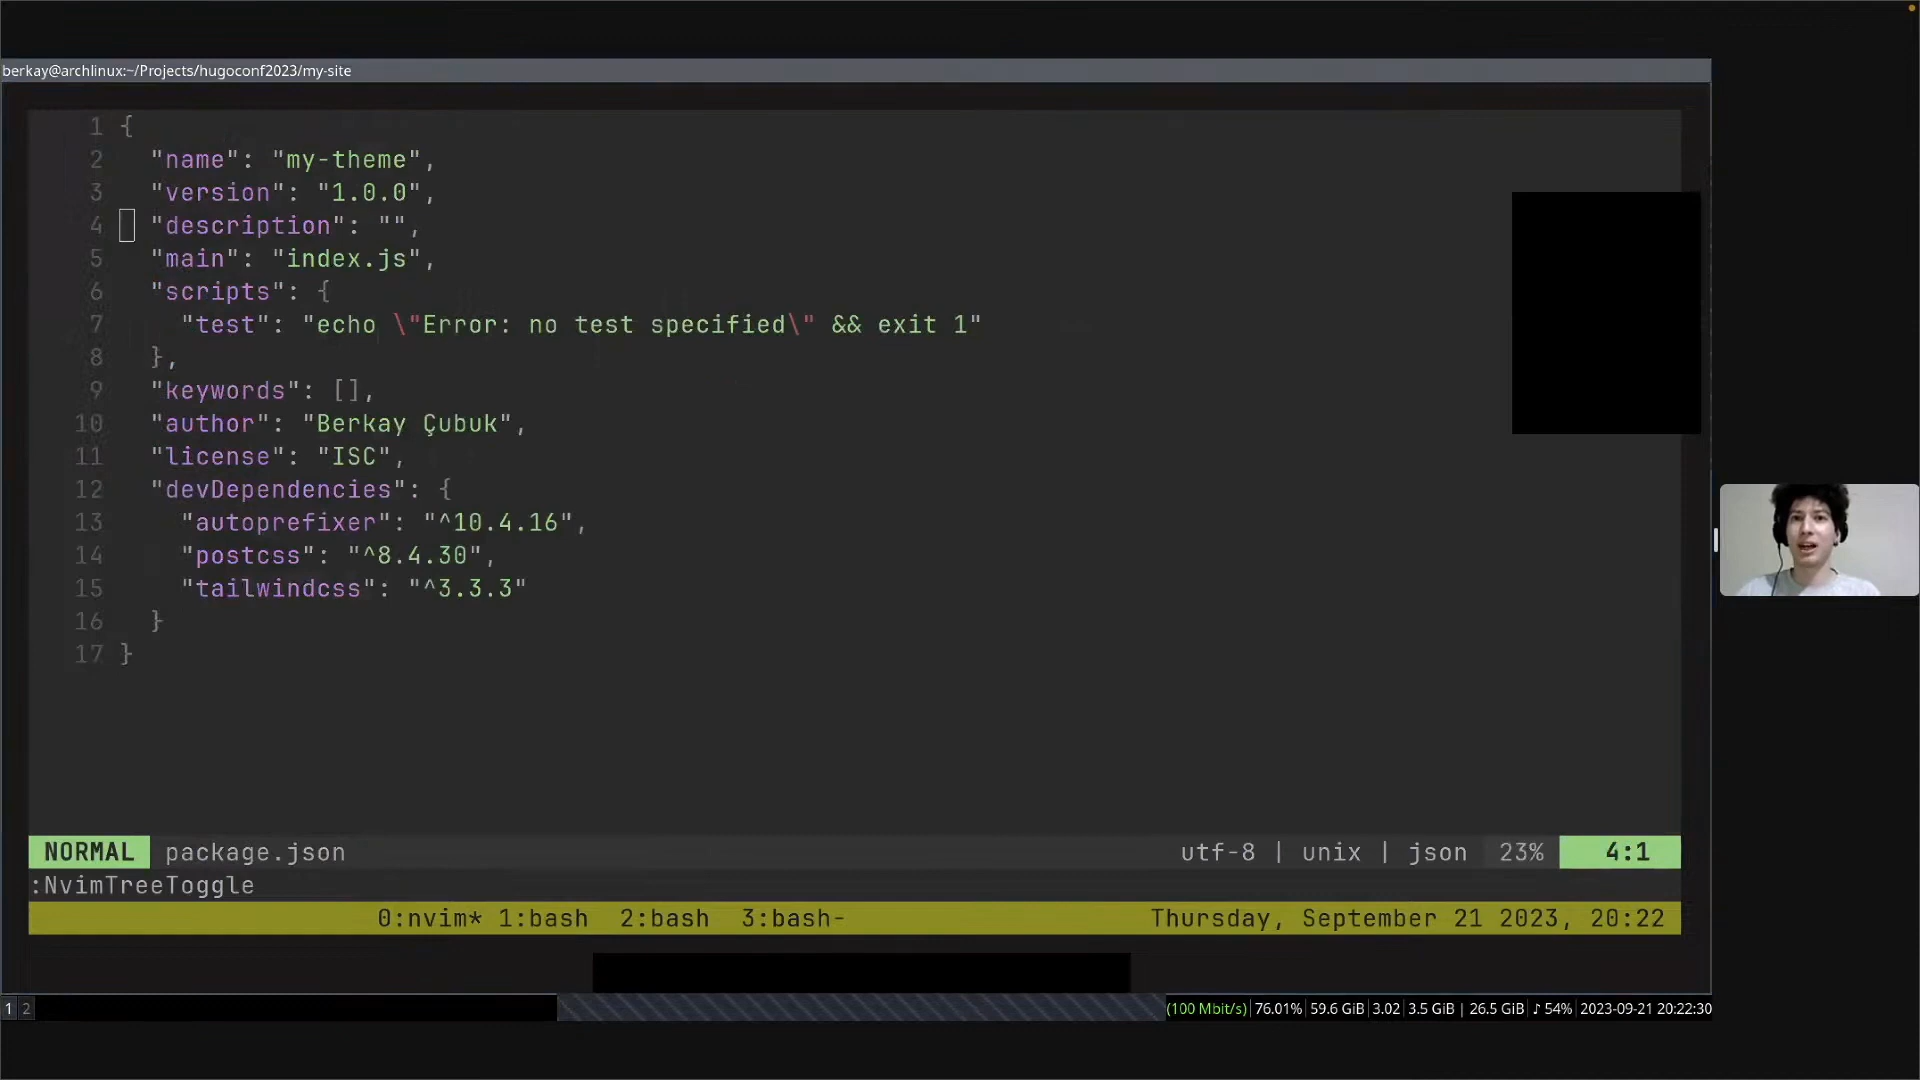 berkay@archlinux:~/Projects/hugoconf2023/my-site
1 {
2   "name": "my-theme",
3   "version": "1.0.0",
4   "description": "",
5   "main": "index.js",
6   "scripts": {
7     "test": "echo \"Error: no test specified\" && exit 1"
8   },
9   "keywords": [],
10   "author": "Berkay Çubuk",
11   "license": "ISC",
12   "devDependencies": {
13     "autoprefixer": "^10.4.16",
14     "postcss": "^8.4.30",
15     "tailwindcss": "^3.3.3"
16   }
17 }
NORMAL package.json utf-8 | unix | json 23% 4:1
:NvimTreeToggle
0:nvim* 1:bash 2:bash 3:bash- Thursday, September 21 2023, 20:22
1 2 (100 Mbit/s) 76.01% 59.6 GiB 3.02 3.5 GiB | 26.5 GiB ♪ 54% 2023-09-21 20:22:30